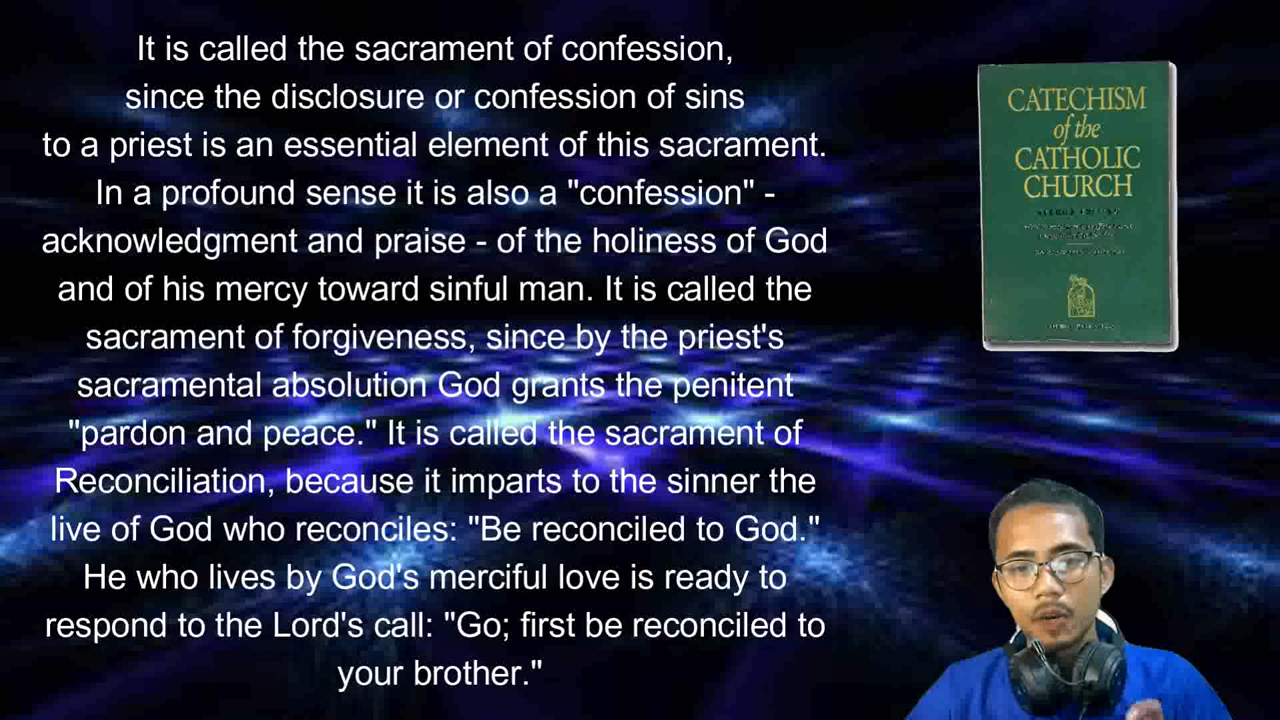 It is called the sacrament of confession,
since the disclosure or confession of sins
to a priest is an essential element of this sacrament.
In a profound sense it is also a "confession" -
acknowledgment and praise - of the holiness of God
and of his mercy toward sinful man. It is called the
sacrament of forgiveness, since by the priest's
sacramental absolution God grants the penitent
"pardon and peace." It is called the sacrament of
Reconciliation, because it imparts to the sinner the
live of God who reconciles: "Be reconciled to God."
He who lives by God's merciful love is ready to
respond to the Lord's call: "Go; first be reconciled to
your brother."
CATECHISM
of the
CATHOLIC
CHURCH